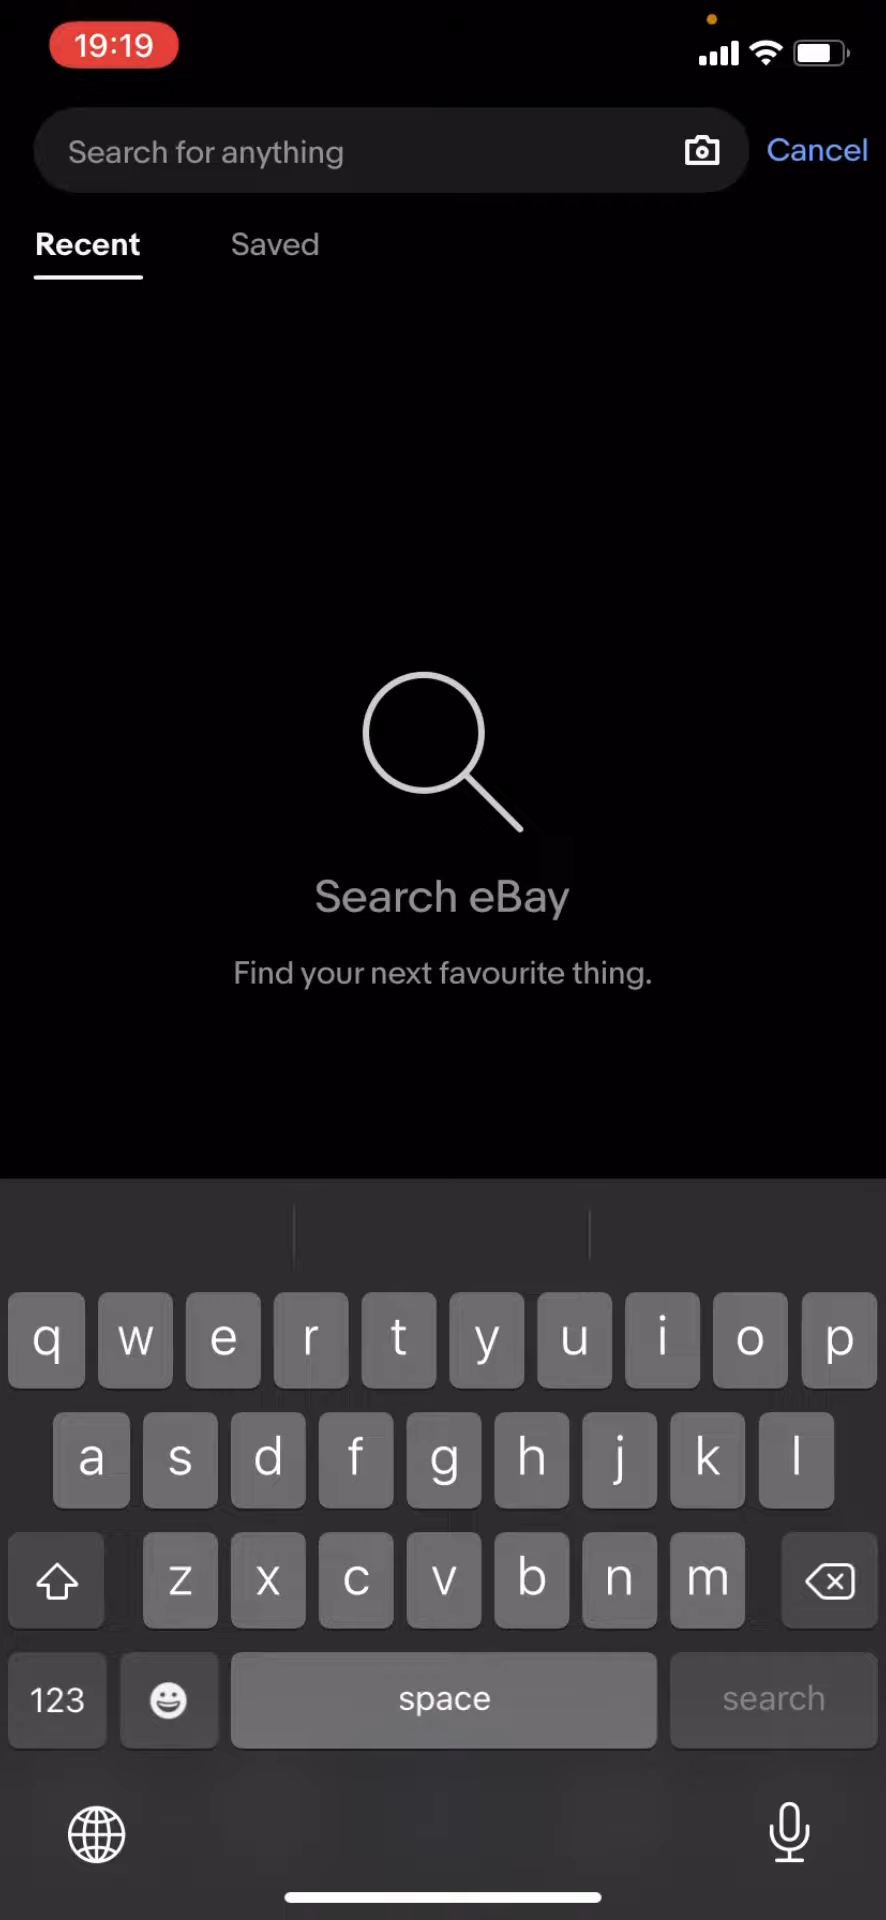 19:19
Search for anything Cancel
Recent Saved
Search eBay
Find your next favourite thing.
q w e r t y u i o p
a s d f g h j k l
z x c v b n m
123 space search